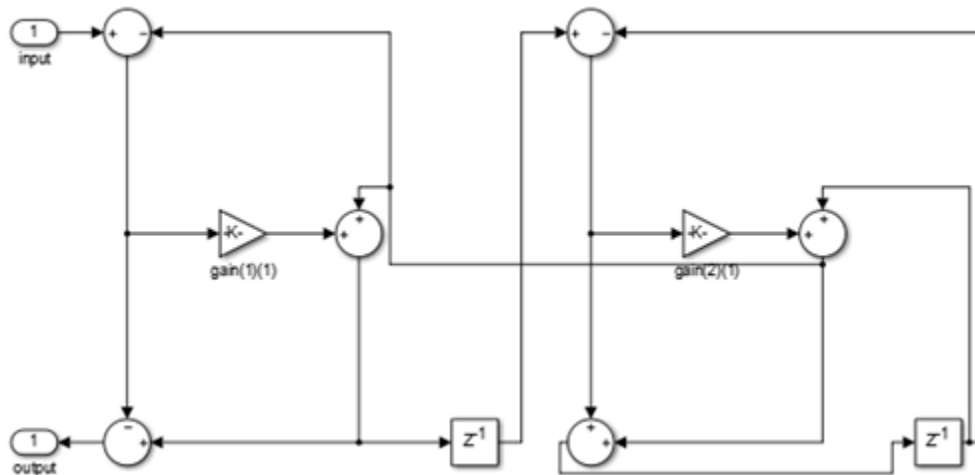 1
input
+
−
+
−
+
+
+
+
-K-
gain(1)(1)
-K-
gain(2)(1)
−
+
+
+
1
output
Z-1
Z-1